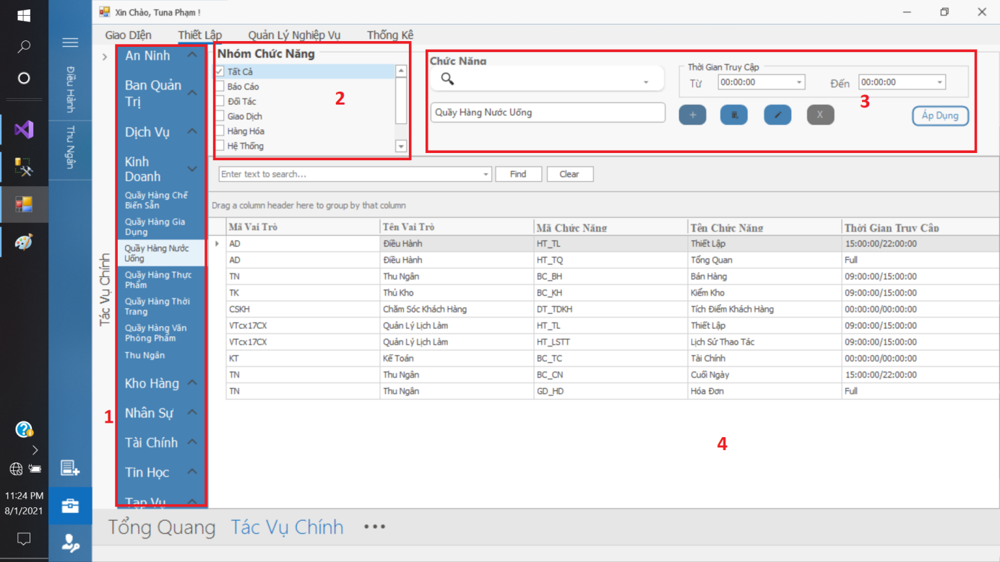 Xin Chào, Tuna Phạm !
Giao Diện Thiết Lập Quản Lý Nghiệp Vụ Thống Kê
Điều Hành
Thu Ngân
Tác Vụ Chính
An Ninh
Ban Quản
Trị
Dịch Vụ
Kinh
Doanh
Quầy Hàng Chế
Biến Sẵn
Quầy Hàng Gia
Dụng
Quầy Hàng Nước
Uống
Quầy Hàng Thực
Phẩm
Quầy Hàng Thời
Trang
Quầy Hàng Văn
Phòng Phẩm
Thu Ngân
Kho Hàng
Nhân Sự
Tài Chính
Tin Học
Tạp Vụ
1
Nhóm Chức Năng
Tất Cả
Báo Cáo
Đối Tác
Giao Dịch
Hàng Hóa
Hệ Thống
2
Chức Năng
Quầy Hàng Nước Uống
Thời Gian Truy Cập
Từ 00:00:00 Đến 00:00:00
3
+ X Áp Dụng
Enter text to search... Find Clear
Drag a column header here to group by that column
Mã Vai Trò Tên Vai Trò Mã Chức Năng Tên Chức Năng Thời Gian Truy Cập
AD Điều Hành HT_TL Thiết Lập 15:00:00/22:00:00
AD Điều Hành HT_TQ Tổng Quan Full
TN Thu Ngân BC_BH Bán Hàng 09:00:00/15:00:00
TK Thủ Kho BC_KH Kiểm Kho 09:00:00/15:00:00
CSKH Chăm Sóc Khách Hàng DT_TDKH Tích Điểm Khách Hàng 00:00:00/00:00:00
VTcx17CX Quản Lý Lịch Làm HT_TL Thiết Lập 09:00:00/15:00:00
VTcx17CX Quản Lý Lịch Làm HT_LSTT Lịch Sử Thao Tác 09:00:00/15:00:00
KT Kế Toán BC_TC Tài Chính 00:00:00/00:00:00
TN Thu Ngân BC_CN Cuối Ngày 15:00:00/22:00:00
TN Thu Ngân GD_HD Hóa Đơn Full
4
Tổng Quang Tác Vụ Chính •••
11:24 PM
8/1/2021